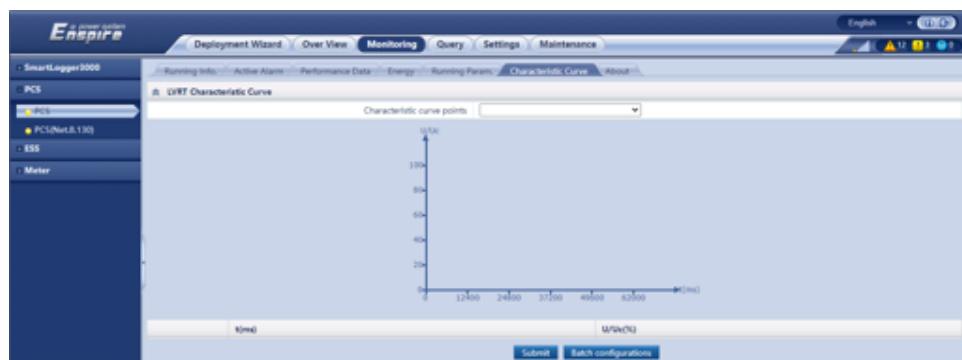 Enspire
e power system
English
Deployment Wizard Over View Monitoring Query Settings Maintenance
12 3 0
SmartLogger3000
Running Info. Active Alarm Performance Data Energy Running Param. Characteristic Curve About
PCS
LVRT Characteristic Curve
PCS
Characteristic curve points
PCS(Net.8.130)
ESS
Meter
U/Uc
100
80
60
40
20
0
0 12400 24800 37200 49600 62000
t(ms)
t(ms) U/Uc(%)
Submit Batch configurations